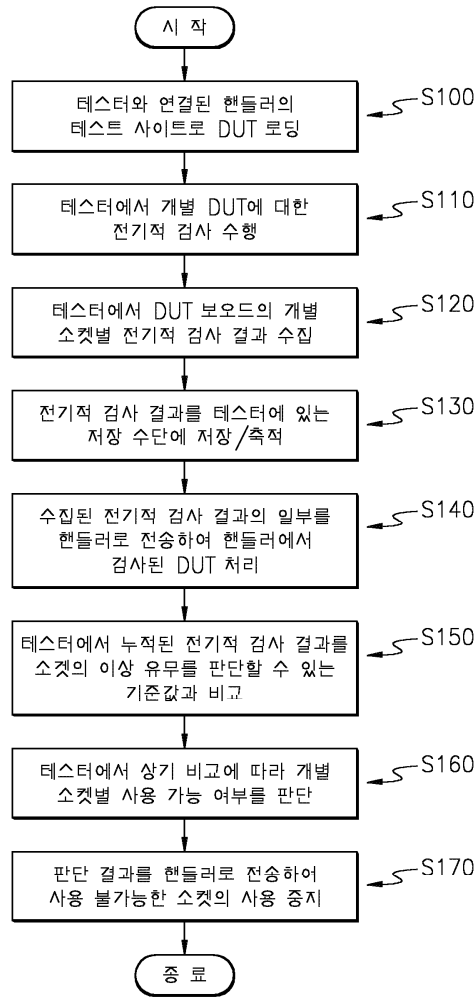 시 작
테스터와 연결된 핸들러의
테스트 사이트로 DUT 로딩
S100
테스터에서 개별 DUT에 대한
전기적 검사 수행
S110
테스터에서 DUT 보오드의 개별
소켓별 전기적 검사 결과 수집
S120
전기적 검사 결과를 테스터에 있는
저장 수단에 저장/축적
S130
수집된 전기적 검사 결과의 일부를
핸들러로 전송하여 핸들러에서
검사된 DUT 처리
S140
테스터에서 누적된 전기적 검사 결과를
소켓의 이상 유무를 판단할 수 있는
기준값과 비교
S150
테스터에서 상기 비교에 따라 개별
소켓별 사용 가능 여부를 판단
S160
판단 결과를 핸들러로 전송하여
사용 불가능한 소켓의 사용 중지
S170
종 료